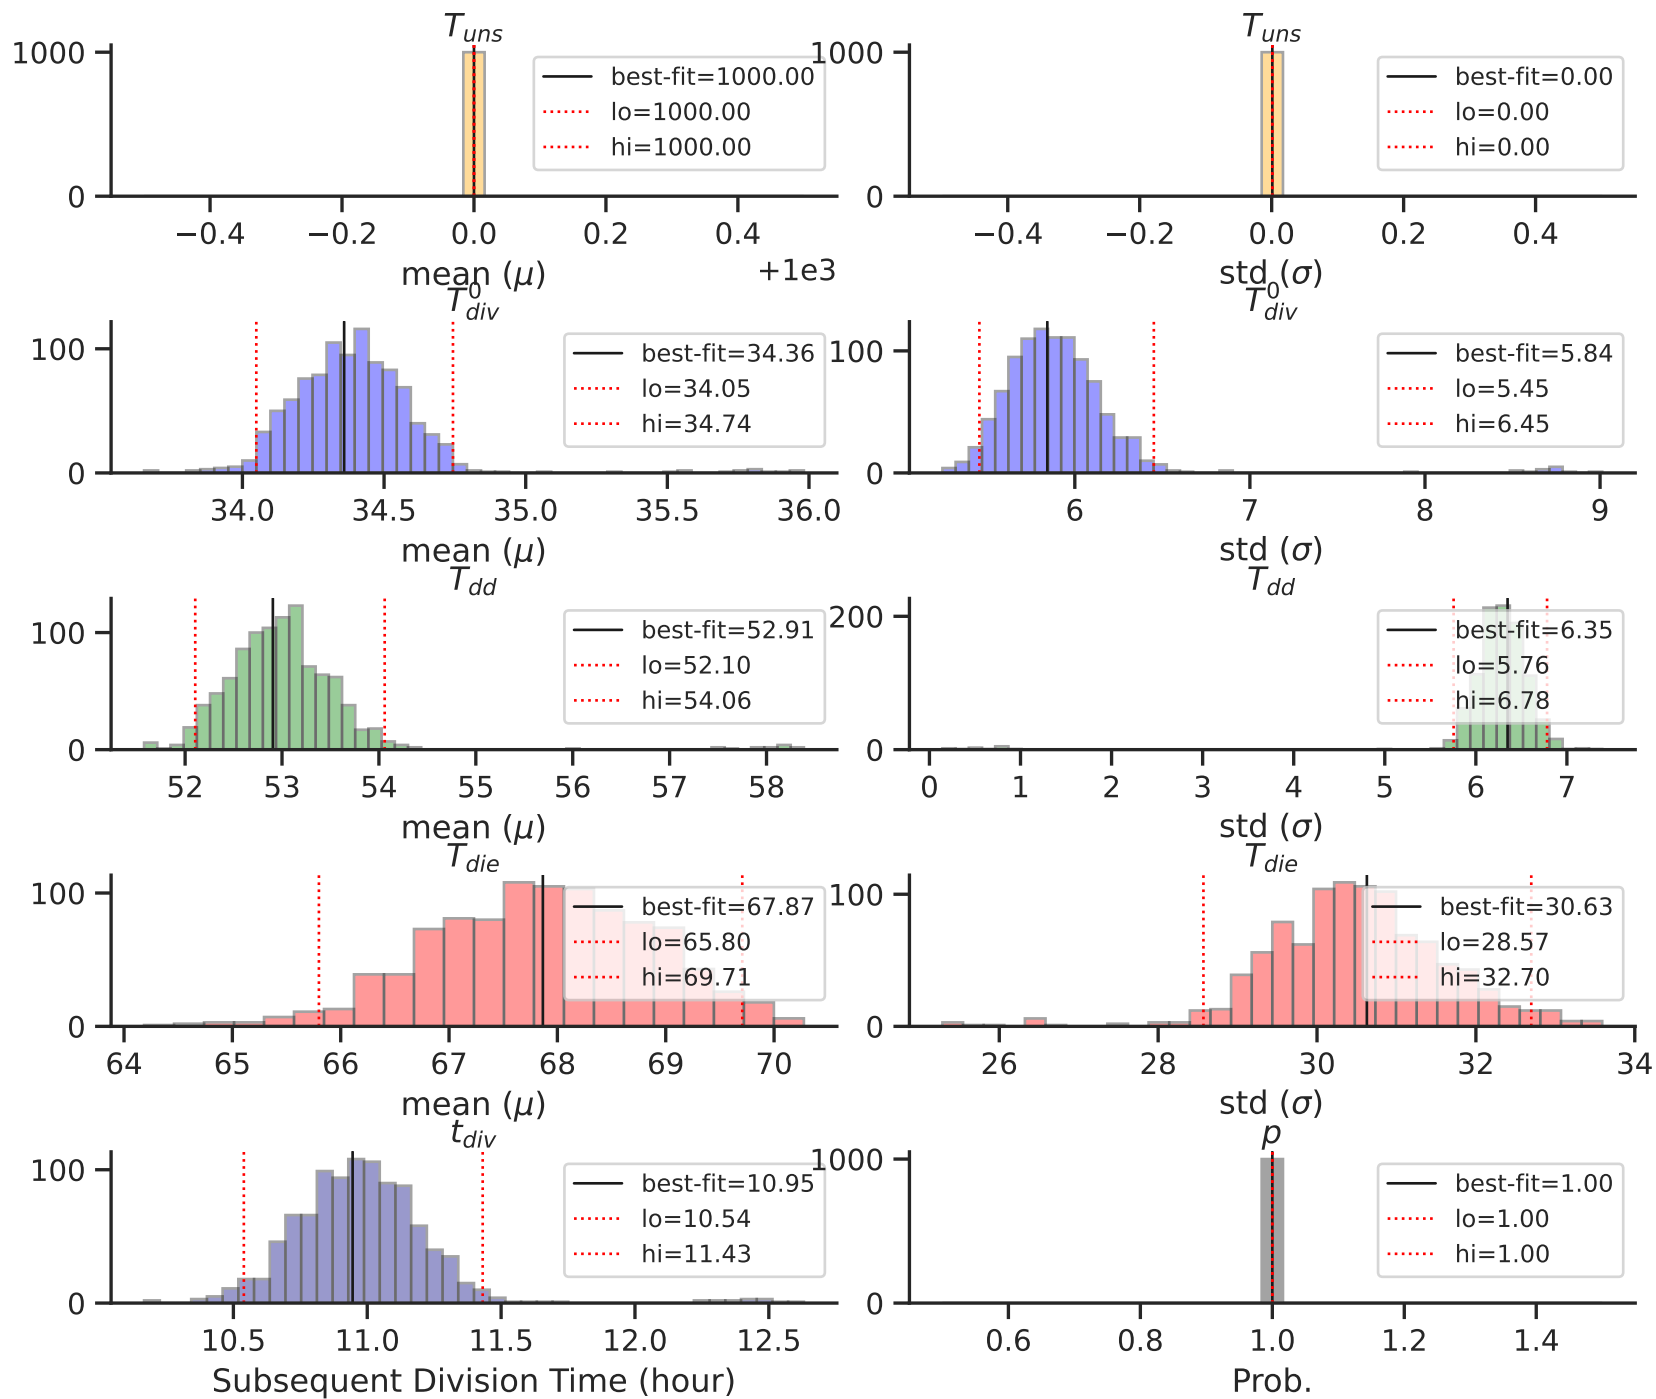 T_uns
1000
0
best-fit=1000.00
lo=1000.00
hi=1000.00
−0.4 −0.2 0.0 0.2 0.4
+1e3
mean (μ)
T_uns
1000
0
best-fit=0.00
lo=0.00
hi=0.00
−0.4 −0.2 0.0 0.2 0.4
std (σ)
T^0_div
100
0
best-fit=34.36
lo=34.05
hi=34.74
34.0 34.5 35.0 35.5 36.0
mean (μ)
T^0_div
100
0
best-fit=5.84
lo=5.45
hi=6.45
6 7 8 9
std (σ)
T_dd
100
0
best-fit=52.91
lo=52.10
hi=54.06
52 53 54 55 56 57 58
mean (μ)
T_dd
200
0
best-fit=6.35
lo=5.76
hi=6.78
0 1 2 3 4 5 6 7
std (σ)
T_die
100
0
best-fit=67.87
lo=65.80
hi=69.71
64 65 66 67 68 69 70
mean (μ)
T_die
100
0
best-fit=30.63
lo=28.57
hi=32.70
26 28 30 32 34
std (σ)
t_div
100
0
best-fit=10.95
lo=10.54
hi=11.43
10.5 11.0 11.5 12.0 12.5
Subsequent Division Time (hour)
p
1000
0
best-fit=1.00
lo=1.00
hi=1.00
0.6 0.8 1.0 1.2 1.4
Prob.